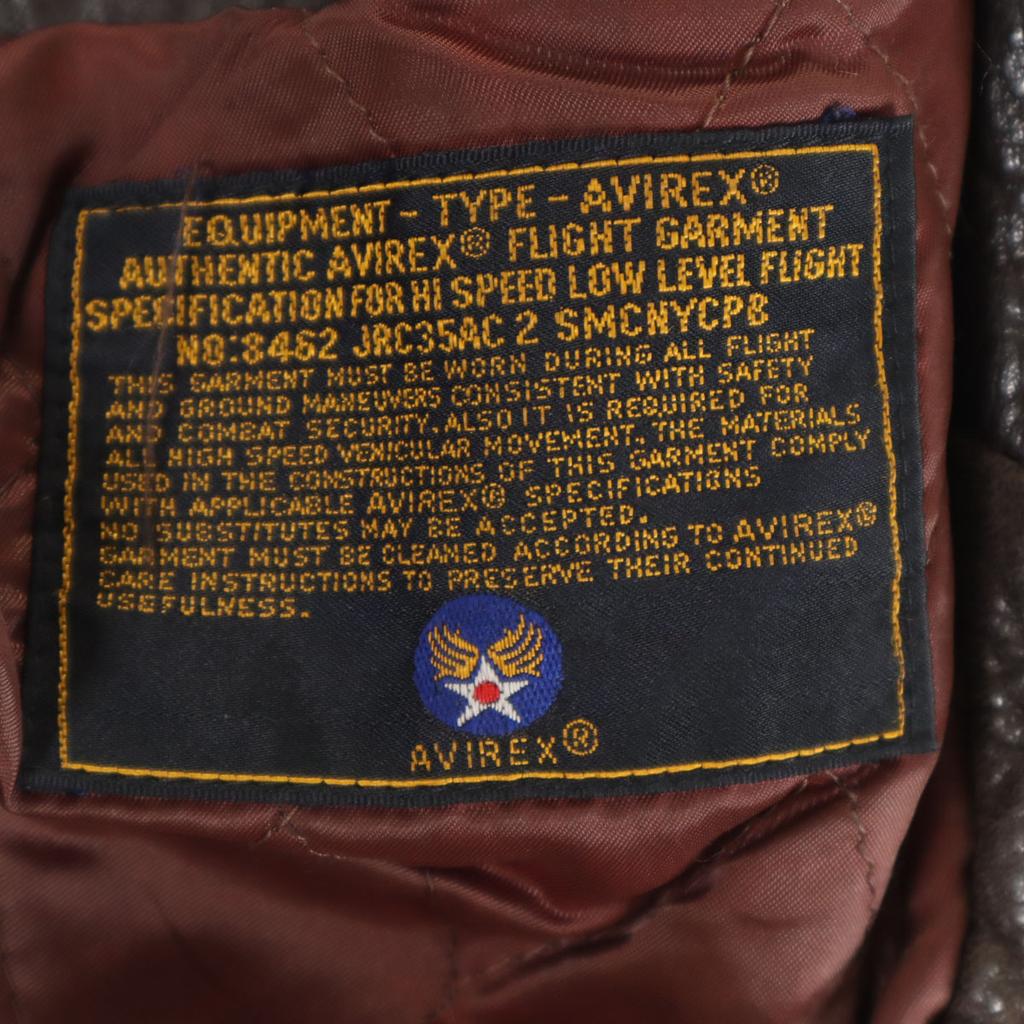 EQUIPMENT - TYPE - AVIREX®
AUTHENTIC AVIREX® FLIGHT GARMENT
SPECIFICATION FOR HI SPEED LOW LEVEL FLIGHT
NO:8462 JRC35AC 2 SMCNYCP8
THIS GARMENT MUST BE WORN DURING ALL FLIGHT
AND GROUND MANEUVERS CONSISTENT WITH SAFETY
AND COMBAT SECURITY. ALSO IT IS REQUIRED FOR
ALL HIGH SPEED VEHICULAR MOVEMENT. THE MATERIALS
USED IN THE CONSTRUCTIONS OF THIS GARMENT COMPLY
WITH APPLICABLE AVIREX® SPECIFICATIONS
NO SUBSTITUTES MAY BE ACCEPTED.
GARMENT MUST BE CLEANED ACCORDING TO AVIREX®
CARE INSTRUCTIONS TO PRESERVE THEIR CONTINUED
USEFULNESS.
AVIREX®